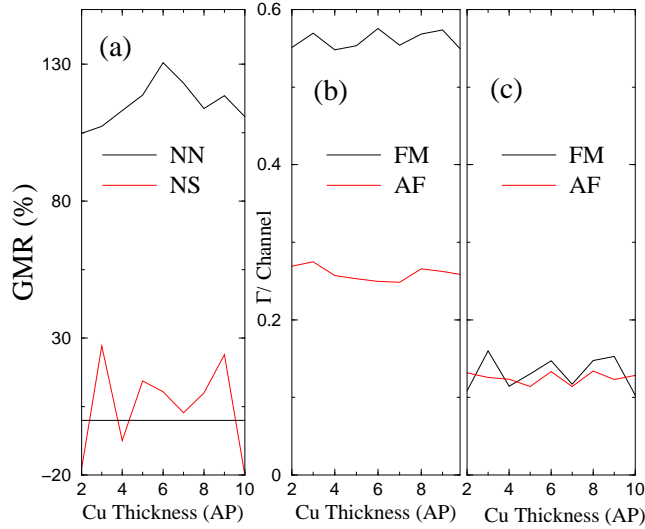 GMR (%)
130
80
30
−20
(a)
NN
NS
2 4 6 8 10
Cu Thickness (AP)
Γ/ Channel
0.6
0.4
0.2
0
(b)
FM
AF
2 4 6 8
Cu Thickness (AP)
(c)
FM
AF
2 4 6 8 10
Cu Thickness (AP)